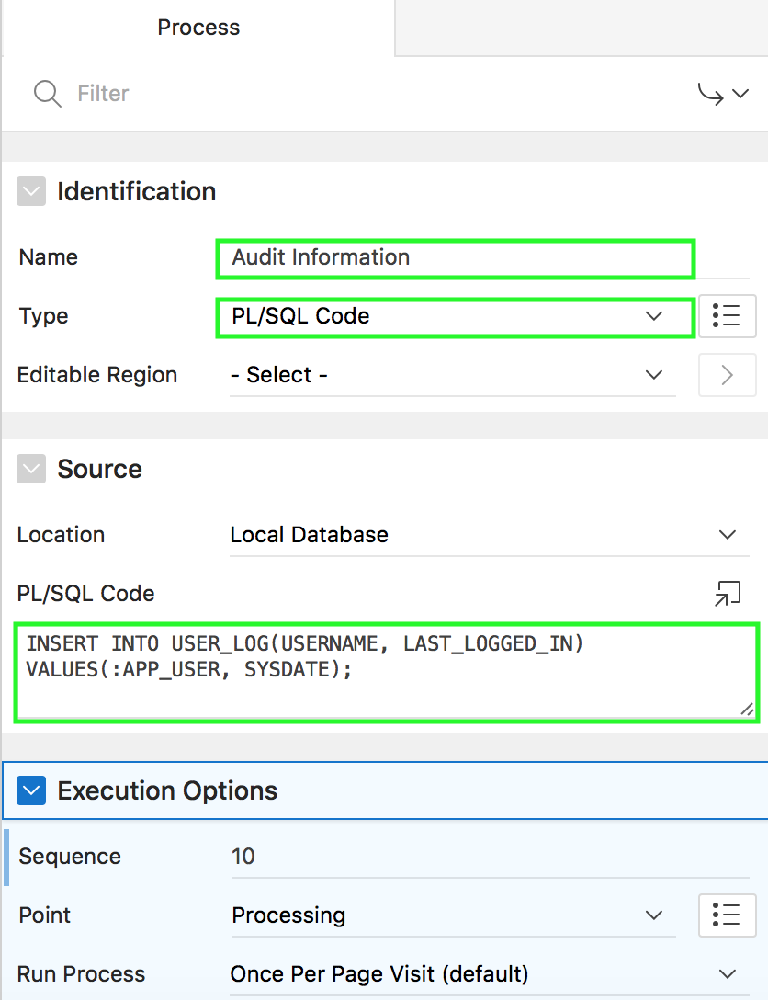 Process
Filter
Identification
Name Audit Information
Type PL/SQL Code
Editable Region - Select -
Source
Location Local Database
PL/SQL Code
INSERT INTO USER_LOG(USERNAME, LAST_LOGGED_IN)
VALUES(:APP_USER, SYSDATE);
Execution Options
Sequence 10
Point Processing
Run Process Once Per Page Visit (default)